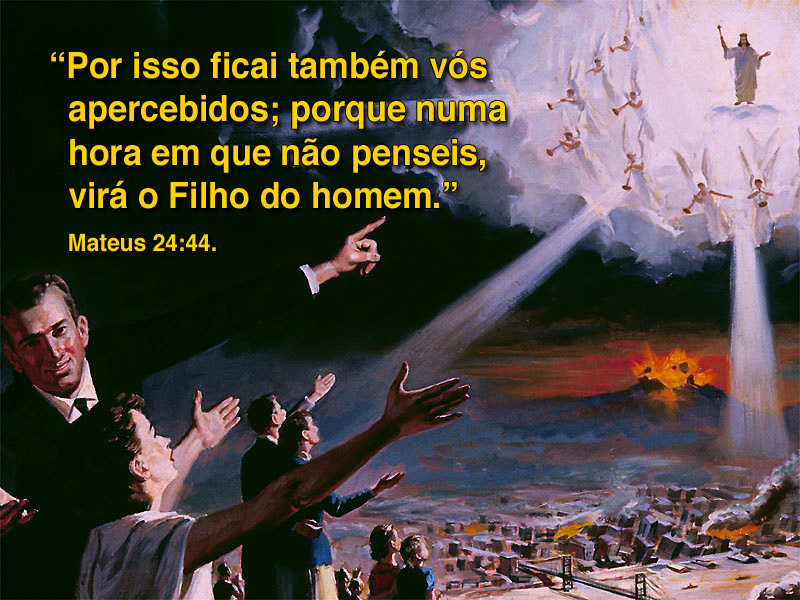 “Por isso ficai também vós
apercebidos; porque numa
hora em que não penseis,
virá o Filho do homem.”
Mateus 24:44.